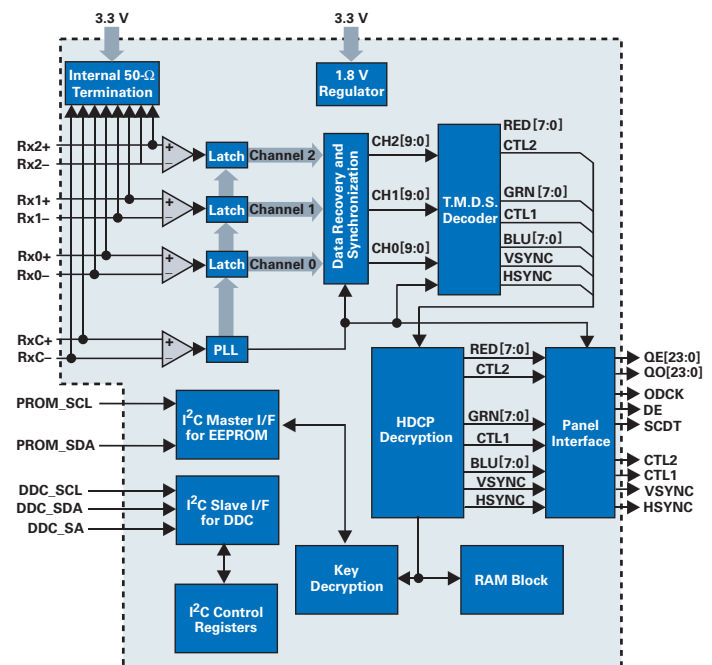 3.3 V
3.3 V
Internal 50-Ω
Termination
1.8 V
Regulator
Rx2+
Rx2–
Rx1+
Rx1–
Rx0+
Rx0–
RxC+
RxC–
+
–
+
–
+
–
+
–
Latch
Channel 2
Latch
Channel 1
Latch
Channel 0
PLL
Data Recovery and
Synchronization
CH2[9:0]
CH1[9:0]
CH0[9:0]
T.M.D.S.
Decoder
RED[7:0]
CTL2
GRN[7:0]
CTL1
BLU[7:0]
VSYNC
HSYNC
HDCP
Decryption
RED[7:0]
CTL2
GRN[7:0]
CTL1
BLU[7:0]
VSYNC
HSYNC
Panel
Interface
QE[23:0]
QO[23:0]
ODCK
DE
SCDT
CTL2
CTL1
VSYNC
HSYNC
PROM_SCL
PROM_SDA
I²C Master I/F
for EEPROM
DDC_SCL
DDC_SDA
DDC_SA
I²C Slave I/F
for DDC
I²C Control
Registers
Key
Decryption
RAM Block